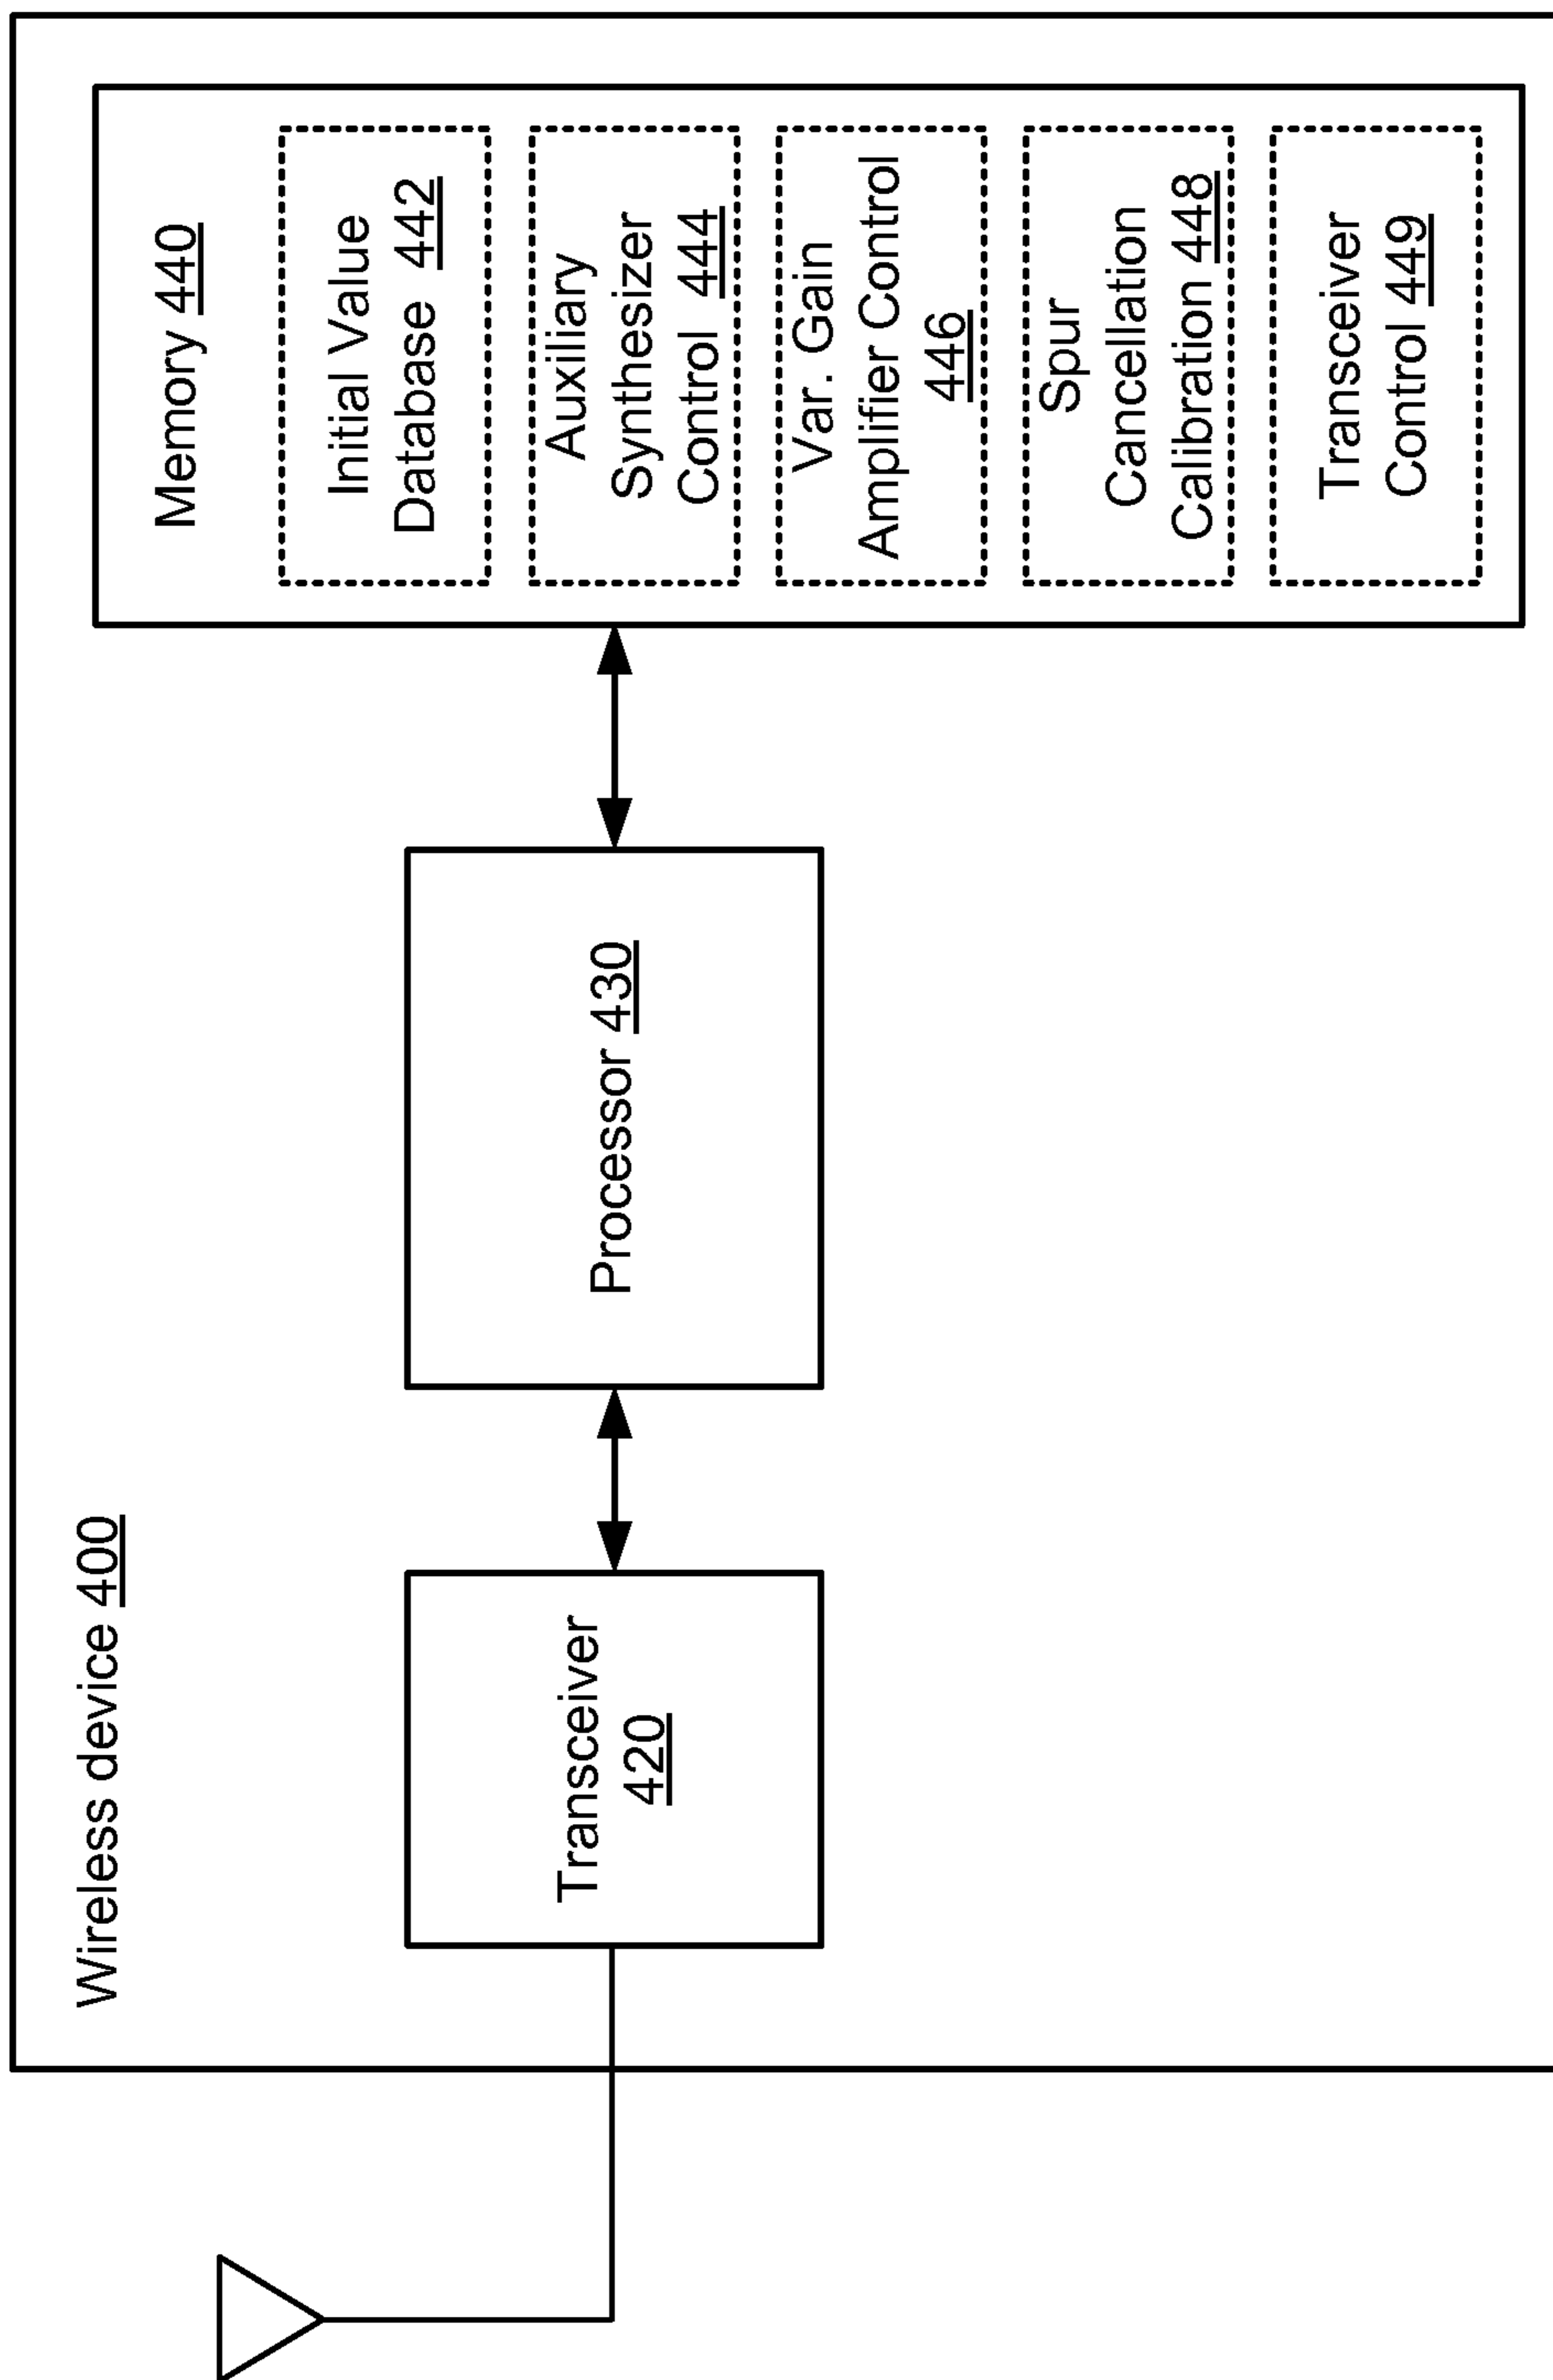 Wireless device 400
Transceiver
420
Processor 430
Memory 440
Initial Value
Database 442
Auxiliary
Synthesizer
Control 444
Var. Gain
Amplifier Control
446
Spur
Cancellation
Calibration 448
Transceiver
Control 449